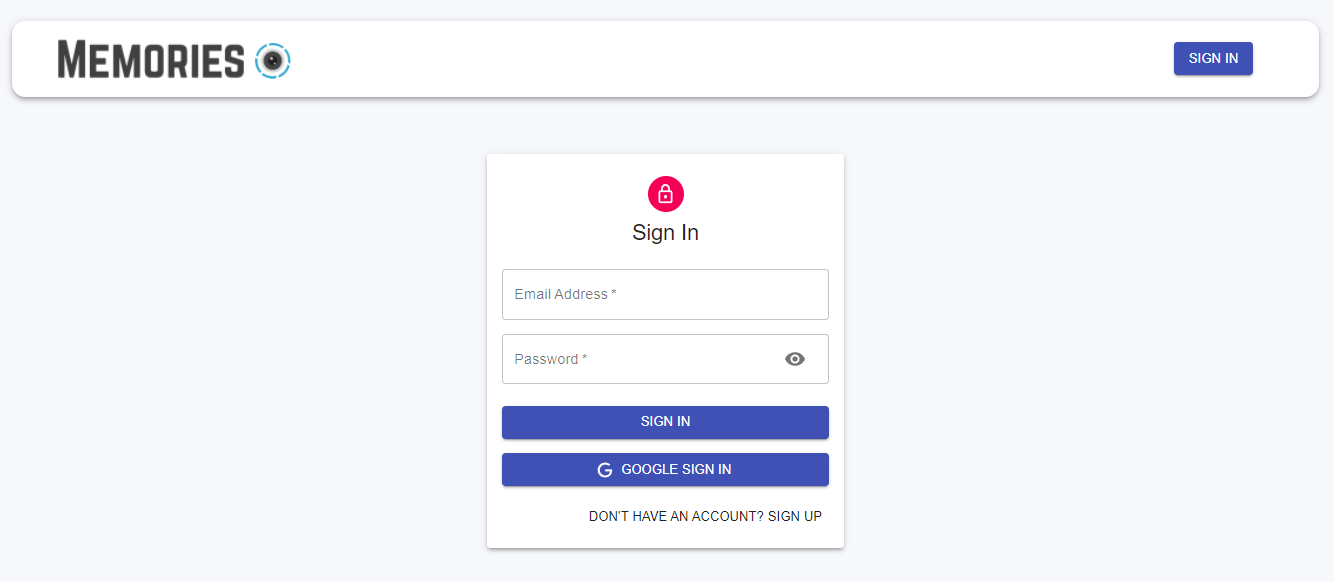 MEMORIES
SIGN IN
Sign In
Email Address *
Password *
SIGN IN
GOOGLE SIGN IN
DON'T HAVE AN ACCOUNT? SIGN UP